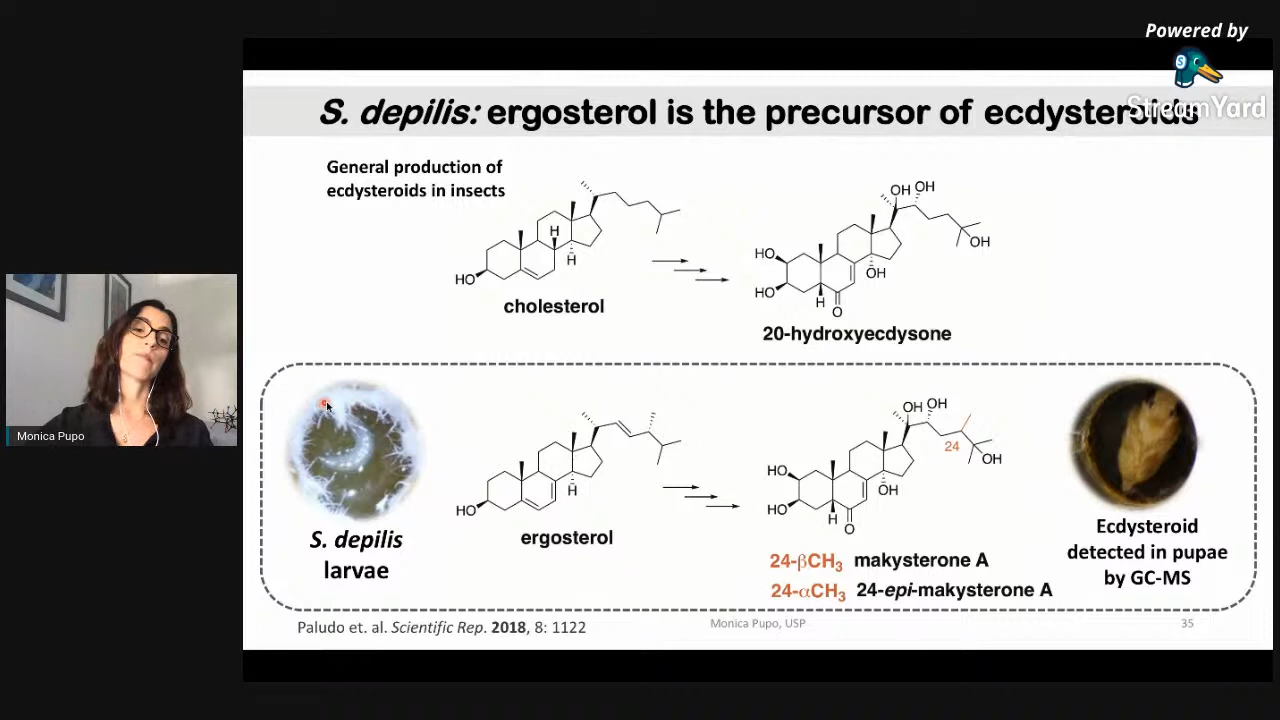 Powered by
S
StreamYard
S. depilis: ergosterol is the precursor of ecdysteroids
General production of
ecdysteroids in insects
H
H
HO
cholesterol
OH
OH
OH
HO
OH
HO
H
O
20-hydroxyecdysone
Monica Pupo
S. depilis
larvae
H
HO
ergosterol
OH
OH
24
OH
HO
OH
HO
H
O
24-βCH₃ makysterone A
24-αCH₃ 24-epi-makysterone A
Ecdysteroid
detected in pupae
by GC-MS
Paludo et. al. Scientific Rep. 2018, 8: 1122
Monica Pupo, USP
35